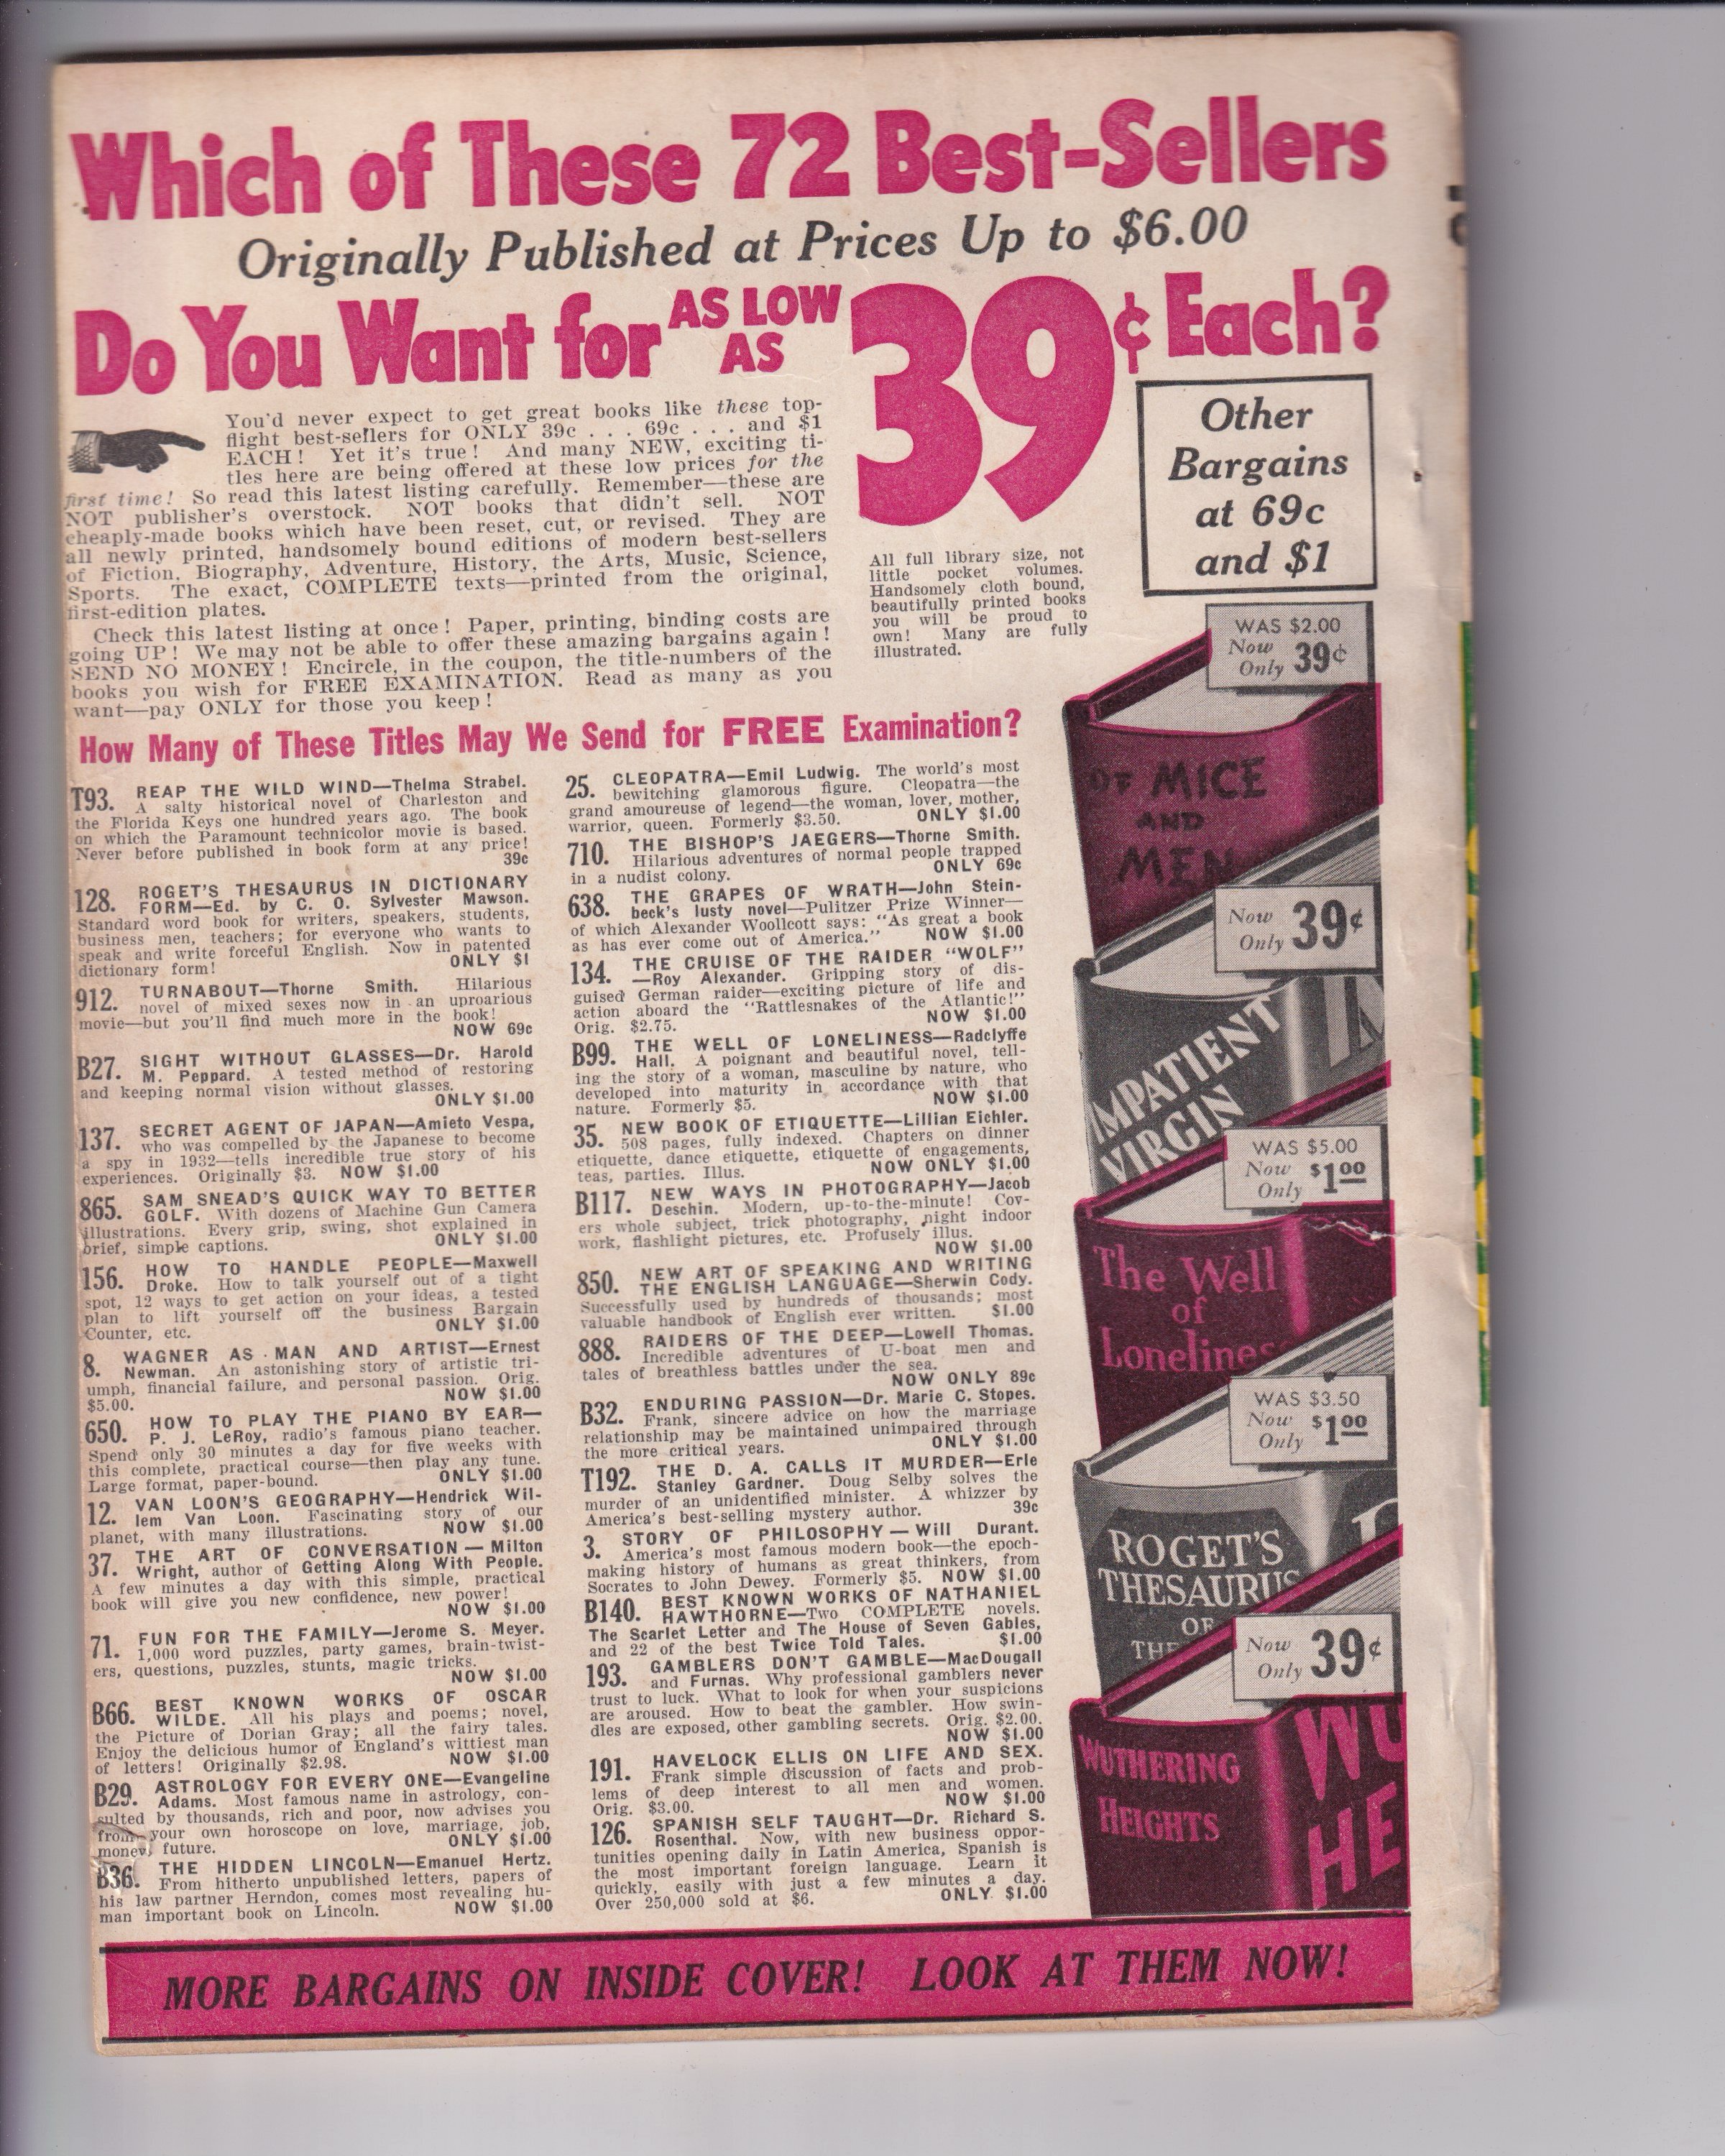 Which of These 72 Best-Sellers
Originally Published at Prices Up to $6.00
Do You Want for AS LOW AS 39¢ Each?
You'd never expect to get great books like these top-
flight best-sellers for ONLY 39c . . . 69c . . . and $1
EACH! Yet it's true! And many NEW, exciting ti-
tles here are being offered at these low prices for the
first time! So read this latest listing carefully. Remember—these are
NOT publisher's overstock. NOT books that didn't sell. NOT
cheaply-made books which have been reset, cut, or revised. They are
all newly printed, handsomely bound editions of modern best-sellers
of Fiction, Biography, Adventure, History, the Arts, Music, Science,
Sports. The exact, COMPLETE texts—printed from the original,
first-edition plates.
Check this latest listing at once! Paper, printing, binding costs are
going UP! We may not be able to offer these amazing bargains again!
SEND NO MONEY! Encircle, in the coupon, the title-numbers of the
books you wish for FREE EXAMINATION. Read as many as you
want—pay ONLY for those you keep!
All full library size, not
little pocket volumes.
Handsomely cloth bound,
beautifully printed books
you will be proud to
own! Many are fully
illustrated.
Other
Bargains
at 69c
and $1
How Many of These Titles May We Send for FREE Examination?
T93. REAP THE WILD WIND—Thelma Strabel.
A salty historical novel of Charleston and
the Florida Keys one hundred years ago. The book
on which the Paramount technicolor movie is based.
Never before published in book form at any price!
39c
128. ROGET'S THESAURUS IN DICTIONARY
FORM—Ed. by C. O. Sylvester Mawson.
Standard word book for writers, speakers, students,
business men, teachers; for everyone who wants to
speak and write forceful English. Now in patented
dictionary form! ONLY $1
912. TURNABOUT—Thorne Smith. Hilarious
novel of mixed sexes now in an uproarious
movie—but you'll find much more in the book!
NOW 69c
B27. SIGHT WITHOUT GLASSES—Dr. Harold
M. Peppard. A tested method of restoring
and keeping normal vision without glasses.
ONLY $1.00
137. SECRET AGENT OF JAPAN—Amieto Vespa,
who was compelled by the Japanese to become
a spy in 1932—tells incredible true story of his
experiences. Originally $3. NOW $1.00
865. SAM SNEAD'S QUICK WAY TO BETTER
GOLF. With dozens of Machine Gun Camera
illustrations. Every grip, swing, shot explained in
brief, simple captions. ONLY $1.00
156. HOW TO HANDLE PEOPLE—Maxwell
Droke. How to talk yourself out of a tight
spot, 12 ways to get action on your ideas, a tested
plan to lift yourself off the business Bargain
Counter, etc. ONLY $1.00
8. WAGNER AS MAN AND ARTIST—Ernest
Newman. An astonishing story of artistic tri-
umph, financial failure, and personal passion. Orig.
$5.00. NOW $1.00
650. HOW TO PLAY THE PIANO BY EAR—
P. J. LeRoy, radio's famous piano teacher.
Spend only 30 minutes a day for five weeks with
this complete, practical course—then play any tune.
Large format, paper-bound. ONLY $1.00
12. VAN LOON'S GEOGRAPHY—Hendrick Wil-
lem Van Loon. Fascinating story of our
planet, with many illustrations. NOW $1.00
37. THE ART OF CONVERSATION — Milton
Wright, author of Getting Along With People.
A few minutes a day with this simple, practical
book will give you new confidence, new power!
NOW $1.00
71. FUN FOR THE FAMILY—Jerome S. Meyer.
1,000 word puzzles, party games, brain-twist-
ers, questions, puzzles, stunts, magic tricks.
NOW $1.00
B66. BEST KNOWN WORKS OF OSCAR
WILDE. All his plays and poems; novel,
the Picture of Dorian Gray; all the fairy tales.
Enjoy the delicious humor of England's wittiest man
of letters! Originally $2.98. NOW $1.00
B29. ASTROLOGY FOR EVERY ONE—Evangeline
Adams. Most famous name in astrology, con-
sulted by thousands, rich and poor, now advises you
from your own horoscope on love, marriage, job,
money, future. ONLY $1.00
B36. THE HIDDEN LINCOLN—Emanuel Hertz.
From hitherto unpublished letters, papers of
his law partner Herndon, comes most revealing hu-
man important book on Lincoln. NOW $1.00
25. CLEOPATRA—Emil Ludwig. The world's most
bewitching glamorous figure. Cleopatra—the
grand amoureuse of legend—the woman, lover, mother,
warrior, queen. Formerly $3.50. ONLY $1.00
710. THE BISHOP'S JAEGERS—Thorne Smith.
Hilarious adventures of normal people trapped
in a nudist colony. ONLY 69c
638. THE GRAPES OF WRATH—John Stein-
beck's lusty novel—Pulitzer Prize Winner—
of which Alexander Woollcott says: "As great a book
as has ever come out of America." NOW $1.00
134. THE CRUISE OF THE RAIDER "WOLF"
—Roy Alexander. Gripping story of dis-
guised German raider—exciting picture of life and
action aboard the "Rattlesnakes of the Atlantic!"
Orig. $2.75. NOW $1.00
B99. THE WELL OF LONELINESS—Radclyffe
Hall. A poignant and beautiful novel, tell-
ing the story of a woman, masculine by nature, who
developed into maturity in accordance with that
nature. Formerly $5. NOW $1.00
35. NEW BOOK OF ETIQUETTE—Lillian Eichler.
508 pages, fully indexed. Chapters on dinner
etiquette, dance etiquette, etiquette of engagements,
teas, parties. Illus. NOW ONLY $1.00
B117. NEW WAYS IN PHOTOGRAPHY—Jacob
Deschin. Modern, up-to-the-minute! Cov-
ers whole subject, trick photography, night indoor
work, flashlight pictures, etc. Profusely illus.
NOW $1.00
850. NEW ART OF SPEAKING AND WRITING
THE ENGLISH LANGUAGE—Sherwin Cody.
Successfully used by hundreds of thousands; most
valuable handbook of English ever written. $1.00
888. RAIDERS OF THE DEEP—Lowell Thomas.
Incredible adventures of U-boat men and
tales of breathless battles under the sea.
NOW ONLY 89c
B32. ENDURING PASSION—Dr. Marie C. Stopes.
Frank, sincere advice on how the marriage
relationship may be maintained unimpaired through
the more critical years. ONLY $1.00
T192. THE D. A. CALLS IT MURDER—Erle
Stanley Gardner. Doug Selby solves the
murder of an unidentified minister. A whizzer by
America's best-selling mystery author. 39c
3. STORY OF PHILOSOPHY — Will Durant.
America's most famous modern book—the epoch-
making history of humans as great thinkers, from
Socrates to John Dewey. Formerly $5. NOW $1.00
B140. BEST KNOWN WORKS OF NATHANIEL
HAWTHORNE—Two COMPLETE novels.
The Scarlet Letter and The House of Seven Gables,
and 22 of the best Twice Told Tales. $1.00
193. GAMBLERS DON'T GAMBLE—MacDougall
and Furnas. Why professional gamblers never
trust to luck. What to look for when your suspicions
are aroused. How to beat the gambler. How swin-
dles are exposed, other gambling secrets. Orig. $2.00.
NOW $1.00
191. HAVELOCK ELLIS ON LIFE AND SEX.
Frank simple discussion of facts and prob-
lems of deep interest to all men and women.
Orig. $3.00. NOW $1.00
126. SPANISH SELF TAUGHT—Dr. Richard S.
Rosenthal. Now, with new business oppor-
tunities opening daily in Latin America, Spanish is
the most important foreign language. Learn it
quickly, easily with just a few minutes a day.
Over 250,000 sold at $6. ONLY $1.00
WAS $2.00
Now Only 39¢
OF MICE
AND
MEN
Now Only 39¢
IMPATIENT
VIRGIN
IM
WAS $5.00
Now Only $1.00
The Well
of
Loneliness
WAS $3.50
Now Only $1.00
ROGET'S
THESAURUS
OF
THE
Now Only 39¢
WUTHERING
HEIGHTS
WU
HE
MORE BARGAINS ON INSIDE COVER! LOOK AT THEM NOW!